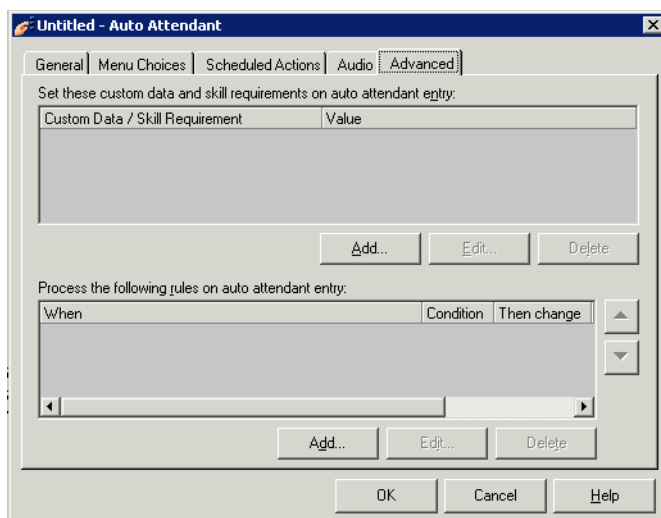 Untitled - Auto Attendant
General Menu Choices Scheduled Actions Audio Advanced
Set these custom data and skill requirements on auto attendant entry:
Custom Data / Skill Requirement Value
Add... Edit... Delete
Process the following rules on auto attendant entry:
When Condition Then change
Add... Edit... Delete
OK Cancel Help